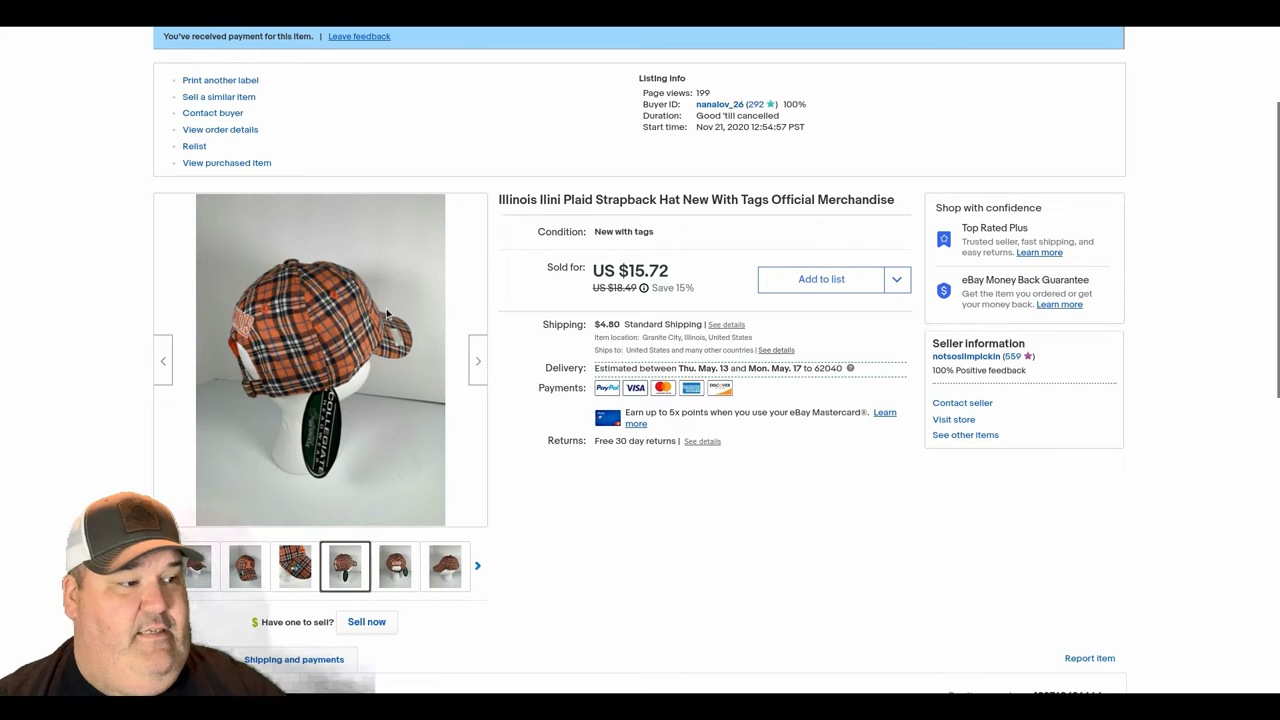 You've received payment for this item. | Leave feedback
Print another label
Sell a similar item
Contact buyer
View order details
Relist
View purchased item
Listing Info
Page views: 199
Buyer ID: nanalov_26 (292 ) 100%
Duration: Good 'till cancelled
Start time: Nov 21, 2020 12:54:57 PST
Illinois Ilini Plaid Strapback Hat New With Tags Official Merchandise
Condition: New with tags
Sold for: US $15.72
US $18.49 Save 15%
Add to list
Shipping: $4.80 Standard Shipping | See details
Item location: Granite City, Illinois, United States
Ships to: United States and many other countries | See details
Delivery: Estimated between Thu. May. 13 and Mon. May. 17 to 62040
Payments: PayPal VISA DISCOVER
Earn up to 5x points when you use your eBay Mastercard®. Learn
more
Returns: Free 30 day returns | See details
Shop with confidence
Top Rated Plus
Trusted seller, fast shipping, and
easy returns. Learn more
eBay Money Back Guarantee
Get the item you ordered or get
your money back. Learn more
Seller information
notsoslimpickin (559 )
100% Positive feedback
Contact seller
Visit store
See other items
COLLEGIATE
HEADWEAR
Have one to sell? Sell now
Shipping and payments
Report item